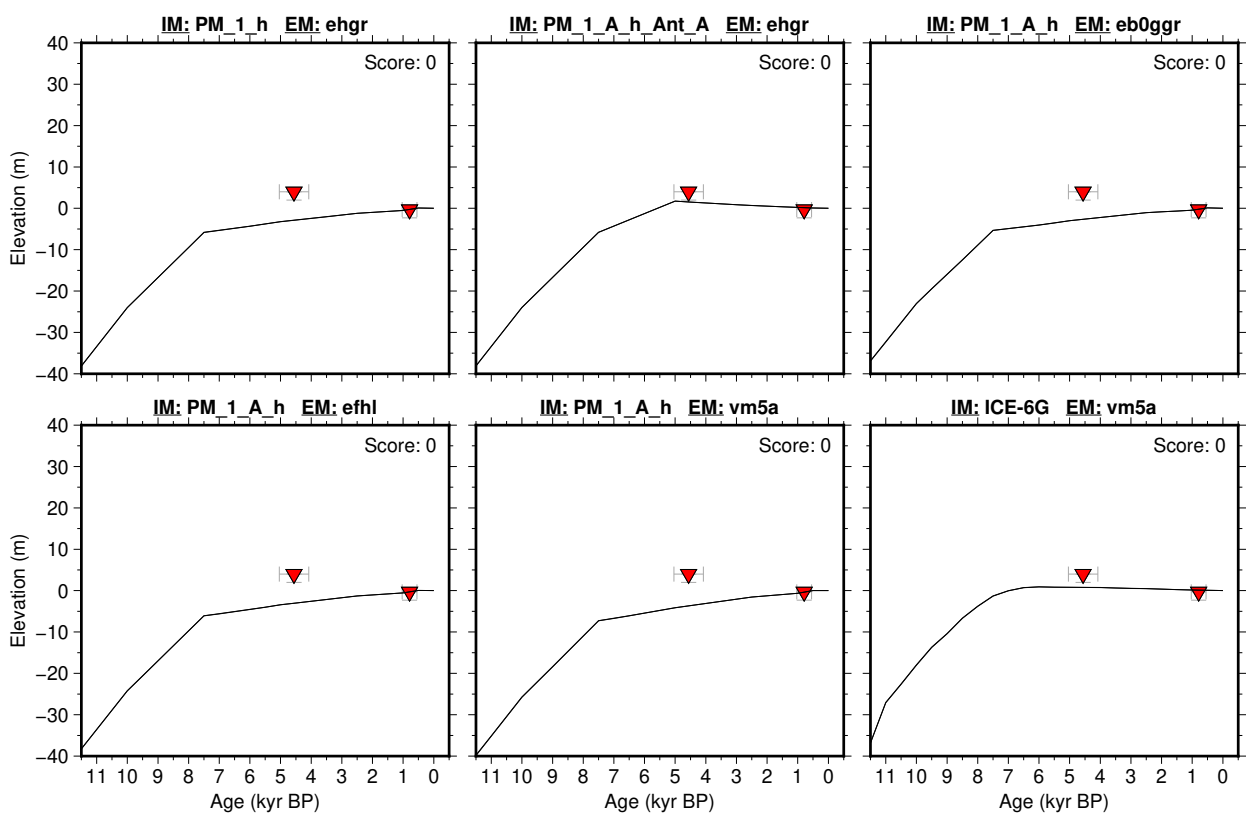 IM: PM_1_h EM: ehgr
IM: PM_1_A_h_Ant_A EM: ehgr
IM: PM_1_A_h EM: eb0ggr
40
30
20
10
0
−10
−20
−30
−40
Elevation (m)
Score: 0
Score: 0
Score: 0
IM: PM_1_A_h EM: efhl
IM: PM_1_A_h EM: vm5a
IM: ICE-6G EM: vm5a
40
30
20
10
0
−10
−20
−30
−40
Elevation (m)
Score: 0
Score: 0
Score: 0
11 10 9 8 7 6 5 4 3 2 1 0
11 10 9 8 7 6 5 4 3 2 1 0
11 10 9 8 7 6 5 4 3 2 1 0
Age (kyr BP)
Age (kyr BP)
Age (kyr BP)